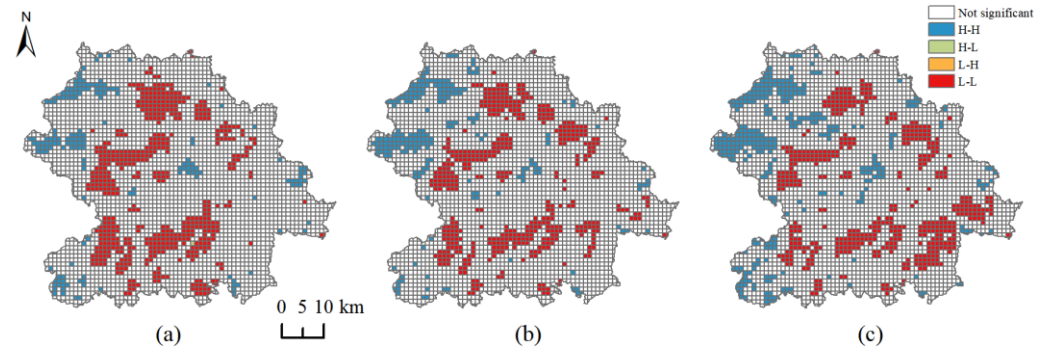 N
Not significant
H-H
H-L
L-H
L-L
0 5 10 km
(a)
(b)
(c)